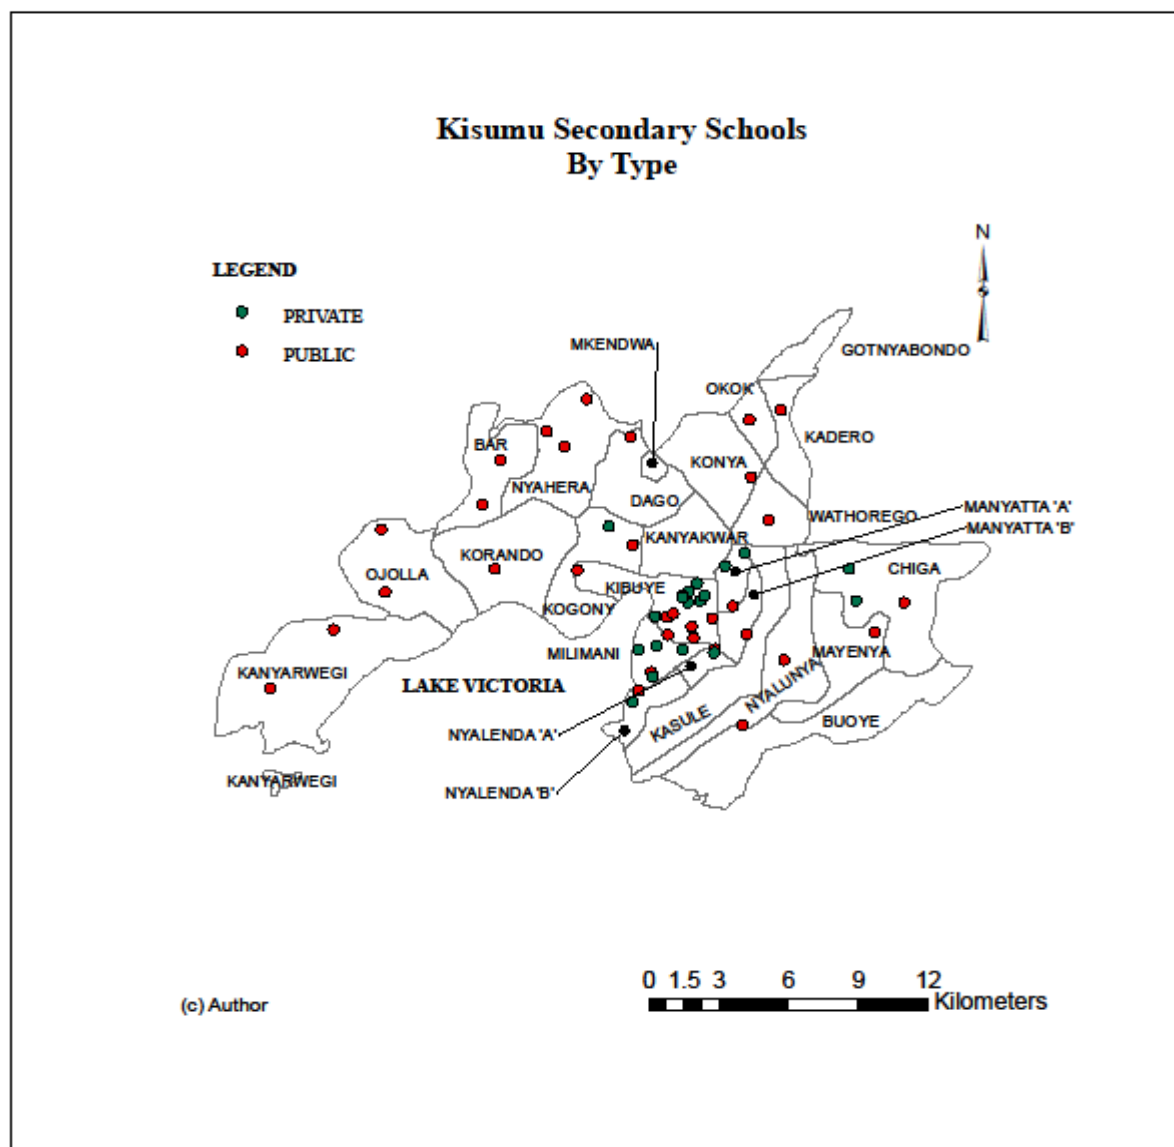 Kisumu Secondary Schools
By Type
N
LEGEND
PRIVATE
PUBLIC
MKENDWA
GOTNYABONDO
OKOK
KADERO
BAR
KONYA
NYAHERA
DAGO
MANYATTA 'A'
WATHOREGO
MANYATTA 'B'
KANYAKWAR
KORANDO
CHIGA
OJOLLA
KIBUYE
KOGONY
MILIMANI
MAYENYA
KANYARWEGI
NYALUNYA
LAKE VICTORIA
KASULE
BUOYE
NYALENDA 'A'
KANYARWEGI
NYALENDA 'B'
0 1.5 3 6 9 12
Kilometers
(c) Author